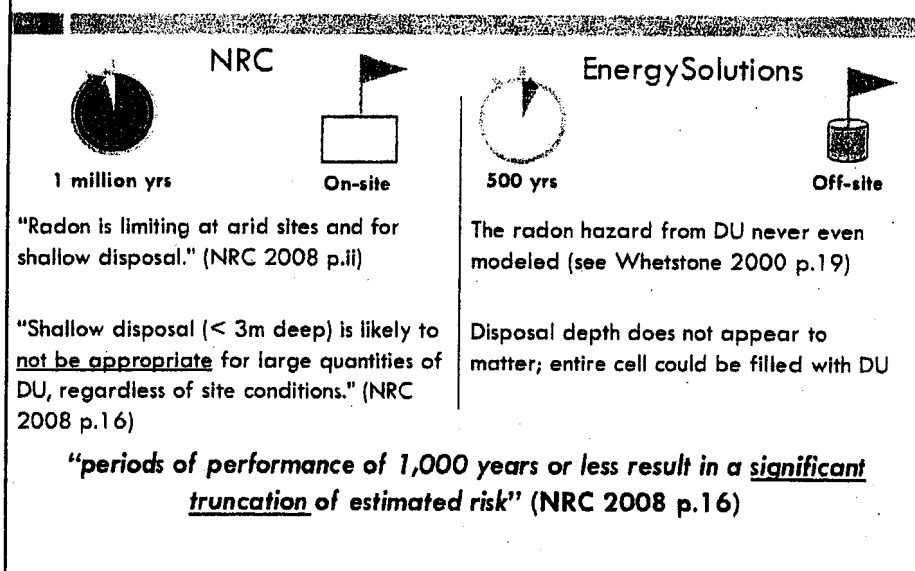 NRC
EnergySolutions
1 million yrs
On-site
500 yrs
Off-site
"Radon is limiting at arid sites and for
shallow disposal." (NRC 2008 p.ii)
The radon hazard from DU never even
modeled (see Whetstone 2000 p.19)
"Shallow disposal (< 3m deep) is likely to
not be appropriate for large quantities of
DU, regardless of site conditions." (NRC
2008 p.16)
Disposal depth does not appear to
matter; entire cell could be filled with DU
"periods of performance of 1,000 years or less result in a significant
truncation of estimated risk" (NRC 2008 p.16)